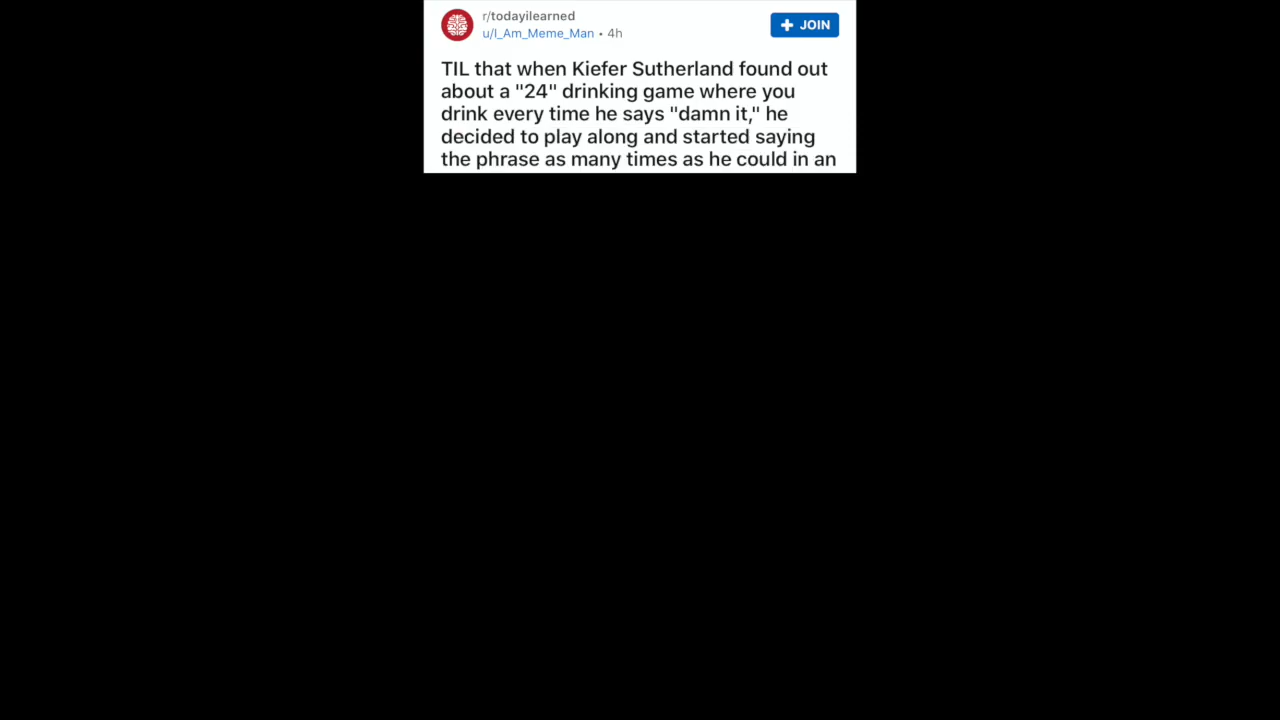 r/todayilearned
u/I_Am_Meme_Man • 4h
JOIN
TIL that when Kiefer Sutherland found out
about a "24" drinking game where you
drink every time he says "damn it," he
decided to play along and started saying
the phrase as many times as he could in an